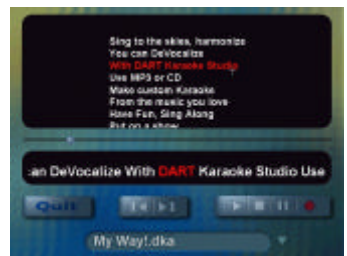 Sing to the skies, harmonize
You can DeVocalize
With DART Karaoke Studio
Use MP3 or CD
Make custom Karaoke
From the music you love
Have Fun, Sing Along
Put on a show
:an DeVocalize With DART Karaoke Studio Use
Quit
My Way!.dka